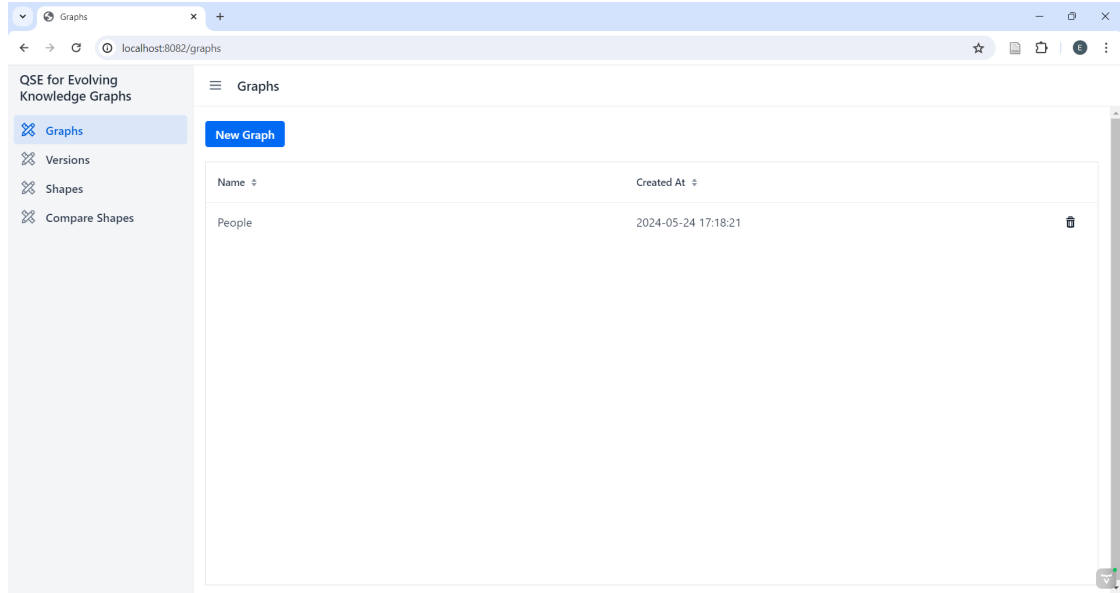 Graphs
localhost:8082/graphs
E
QSE for Evolving
Knowledge Graphs
Graphs
Graphs
Versions
Shapes
Compare Shapes
New Graph
Name
Created At
People
2024-05-24 17:18:21